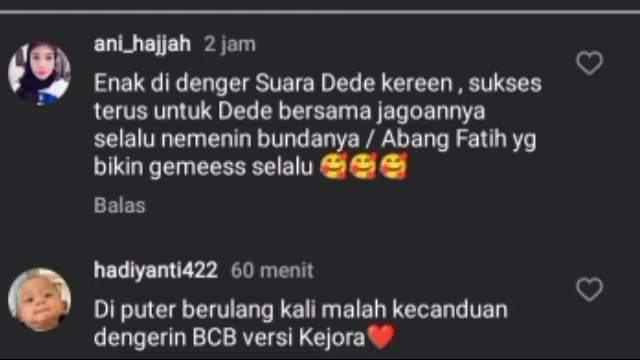 ani_hajjah 2 jam
Enak di denger Suara Dede kereen , sukses
terus untuk Dede bersama jagoannya
selalu nemenin bundanya / Abang Fatih yg
bikin gemeess selalu 🥰🥰🥰
Balas
hadiyanti422 60 menit
Di puter berulang kali malah kecanduan
dengerin BCB versi Kejora❤️